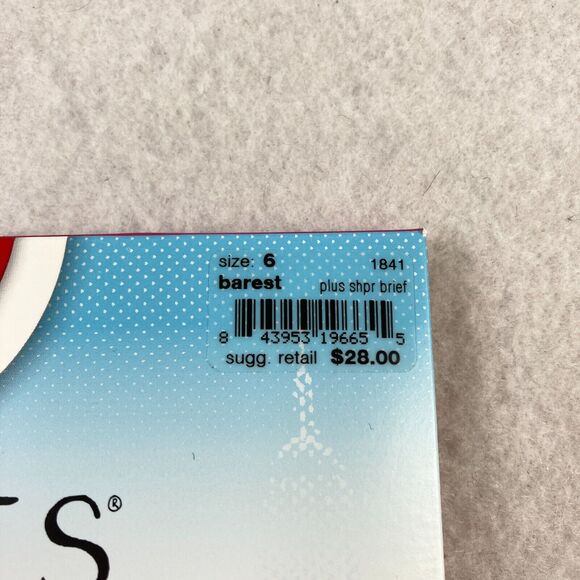 size: 6 1841
barest plus shpr brief
8 43953 19665 5
sugg. retail $28.00
S®